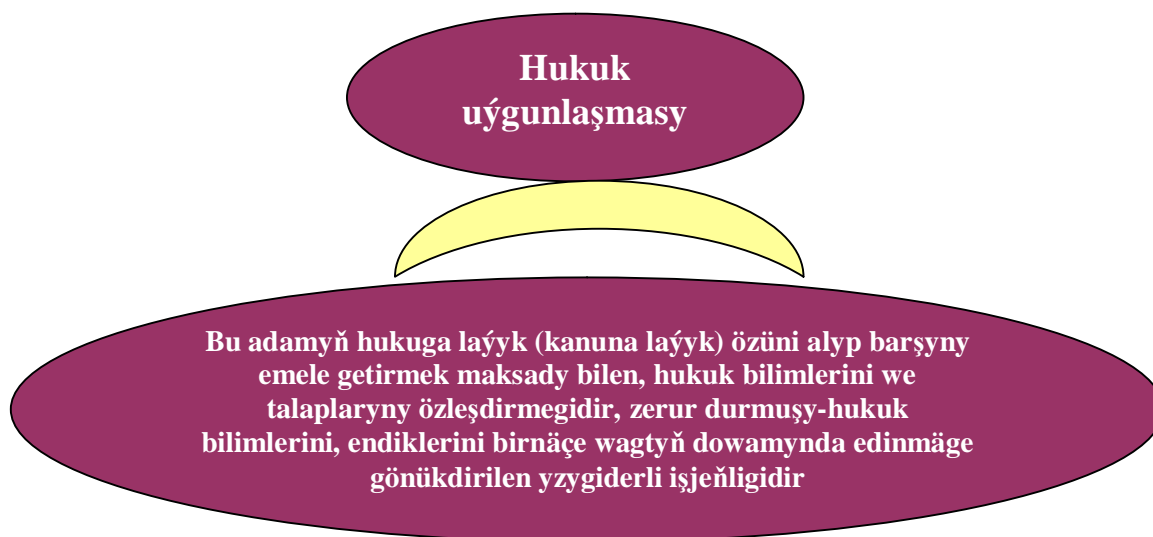 Hukuk
uýgunlaşmasy
Bu adamyň hukuga laýyk (kanuna laýyk) özüni alyp barşyny
emele getirmek maksady bilen, hukuk bilimlerini we
talaplaryny özleşdirmegidir, zerur durmuşy-hukuk
bilimlerini, endiklerini birnäçe wagtyň dowamynda edinmäge
gönükdirilen yzygiderli işjeňligidir